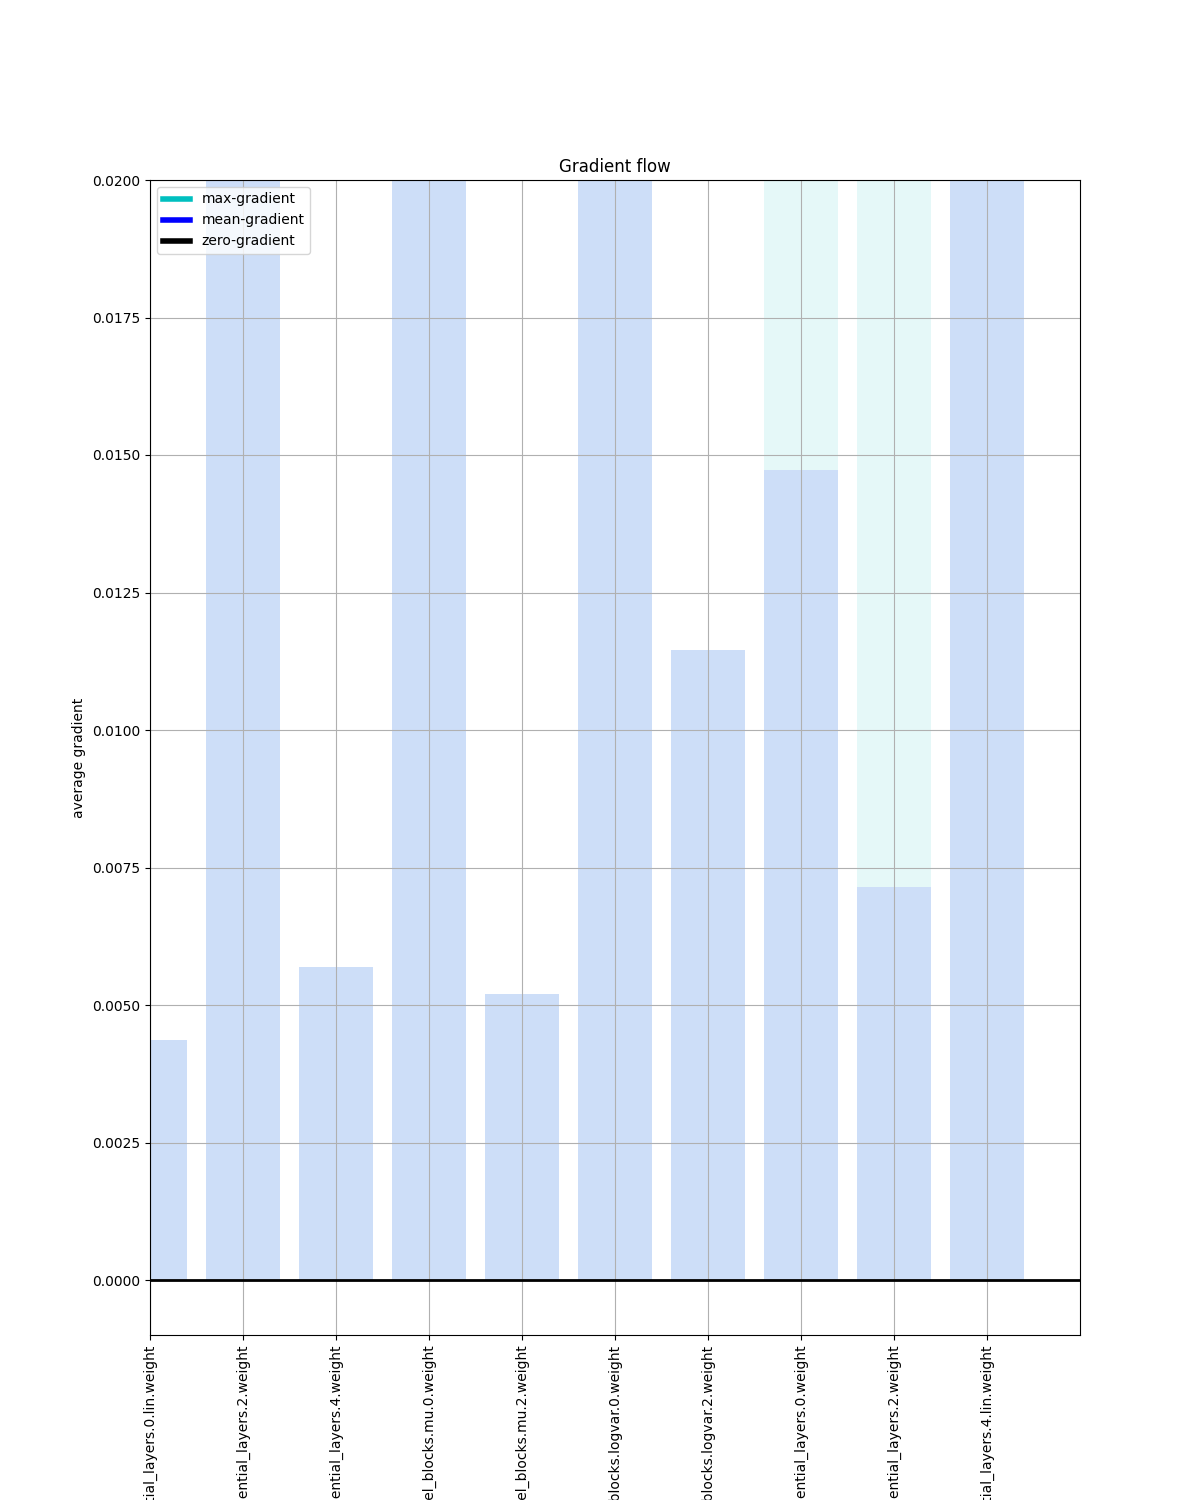 Gradient flow
max-gradient
mean-gradient
zero-gradient
0.0200
0.0175
0.0150
0.0125
0.0100
0.0075
0.0050
0.0025
0.0000
average gradient
tial_layers.0.lin.weight
ential_layers.2.weight
ential_layers.4.weight
el_blocks.mu.0.weight
el_blocks.mu.2.weight
blocks.logvar.0.weight
blocks.logvar.2.weight
ential_layers.0.weight
ential_layers.2.weight
tial_layers.4.lin.weight